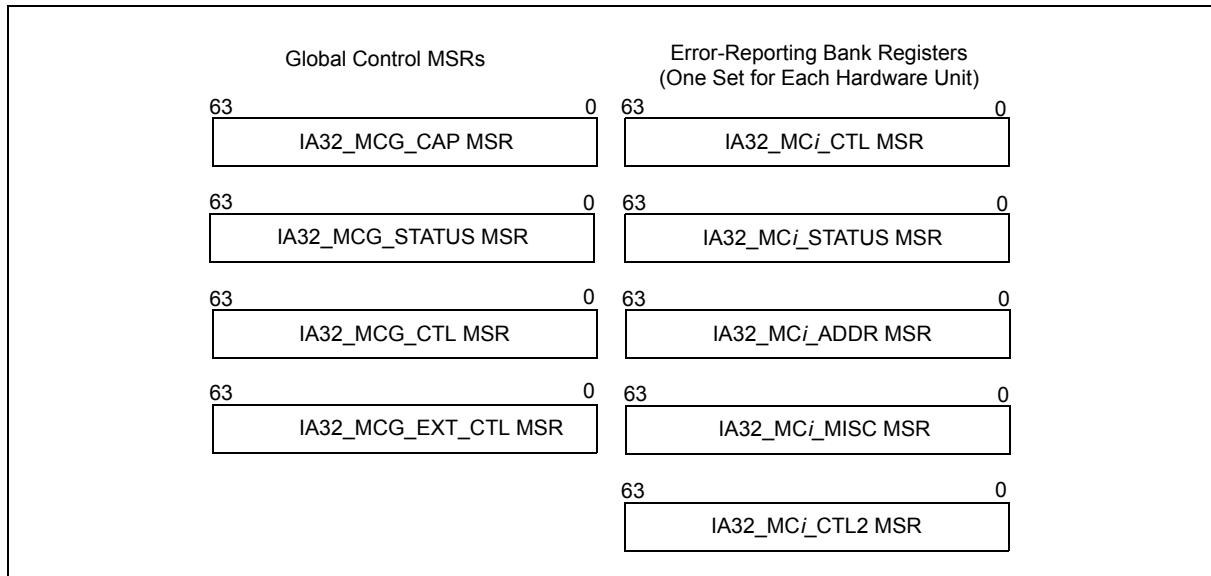 Global Control MSRs
63 0
IA32_MCG_CAP MSR
63 0
IA32_MCG_STATUS MSR
63 0
IA32_MCG_CTL MSR
63 0
IA32_MCG_EXT_CTL MSR
Error-Reporting Bank Registers
(One Set for Each Hardware Unit)
63 0
IA32_MCi_CTL MSR
63 0
IA32_MCi_STATUS MSR
63 0
IA32_MCi_ADDR MSR
63 0
IA32_MCi_MISC MSR
63 0
IA32_MCi_CTL2 MSR